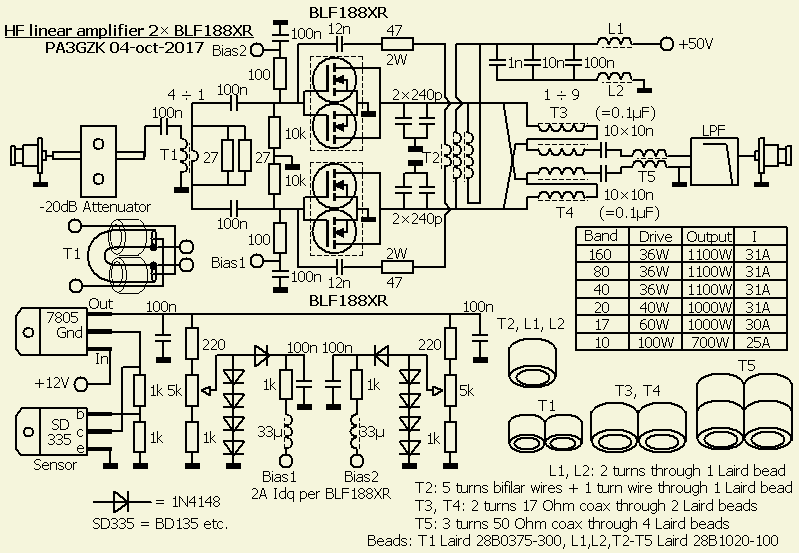 HF linear amplifier 2× BLF188XR
PA3GZK 04-oct-2017
100n
Bias2
BLF188XR
12n
47
2W
L1
+50V
1n
10n
100n
L2
100
4 ÷ 1
100n
100n
T1
27
27
10k
10k
2×240p
T2
2×240p
1 ÷ 9
T3
(=0.1µF)
10×10n
T5
10×10n
T4
(=0.1µF)
LPF
-20dB Attenuator
100n
100
Bias1
100n
12n
2W
47
BLF188XR
T1
Band Drive Output I
160 36W 1100W 31A
80 36W 1100W 31A
40 36W 1100W 31A
20 40W 1000W 31A
17 60W 1000W 30A
10 100W 700W 25A
Out
7805
Gnd
In
+12V
100n
220
1k
5k
1k
1k
100n
100n
1k
1k
33µ
33µ
100n
220
5k
1k
SD
335
b
c
e
Sensor
Bias1
Bias2
2A Idq per BLF188XR
= 1N4148
SD335 = BD135 etc.
T2, L1, L2
T1
T3, T4
T5
L1, L2: 2 turns through 1 Laird bead
T2: 5 turns bifilar wires + 1 turn wire through 1 Laird bead
T3, T4: 2 turns 17 Ohm coax through 2 Laird beads
T5: 3 turns 50 Ohm coax through 4 Laird beads
Beads: T1 Laird 28B0375-300, L1,L2,T2-T5 Laird 28B1020-100